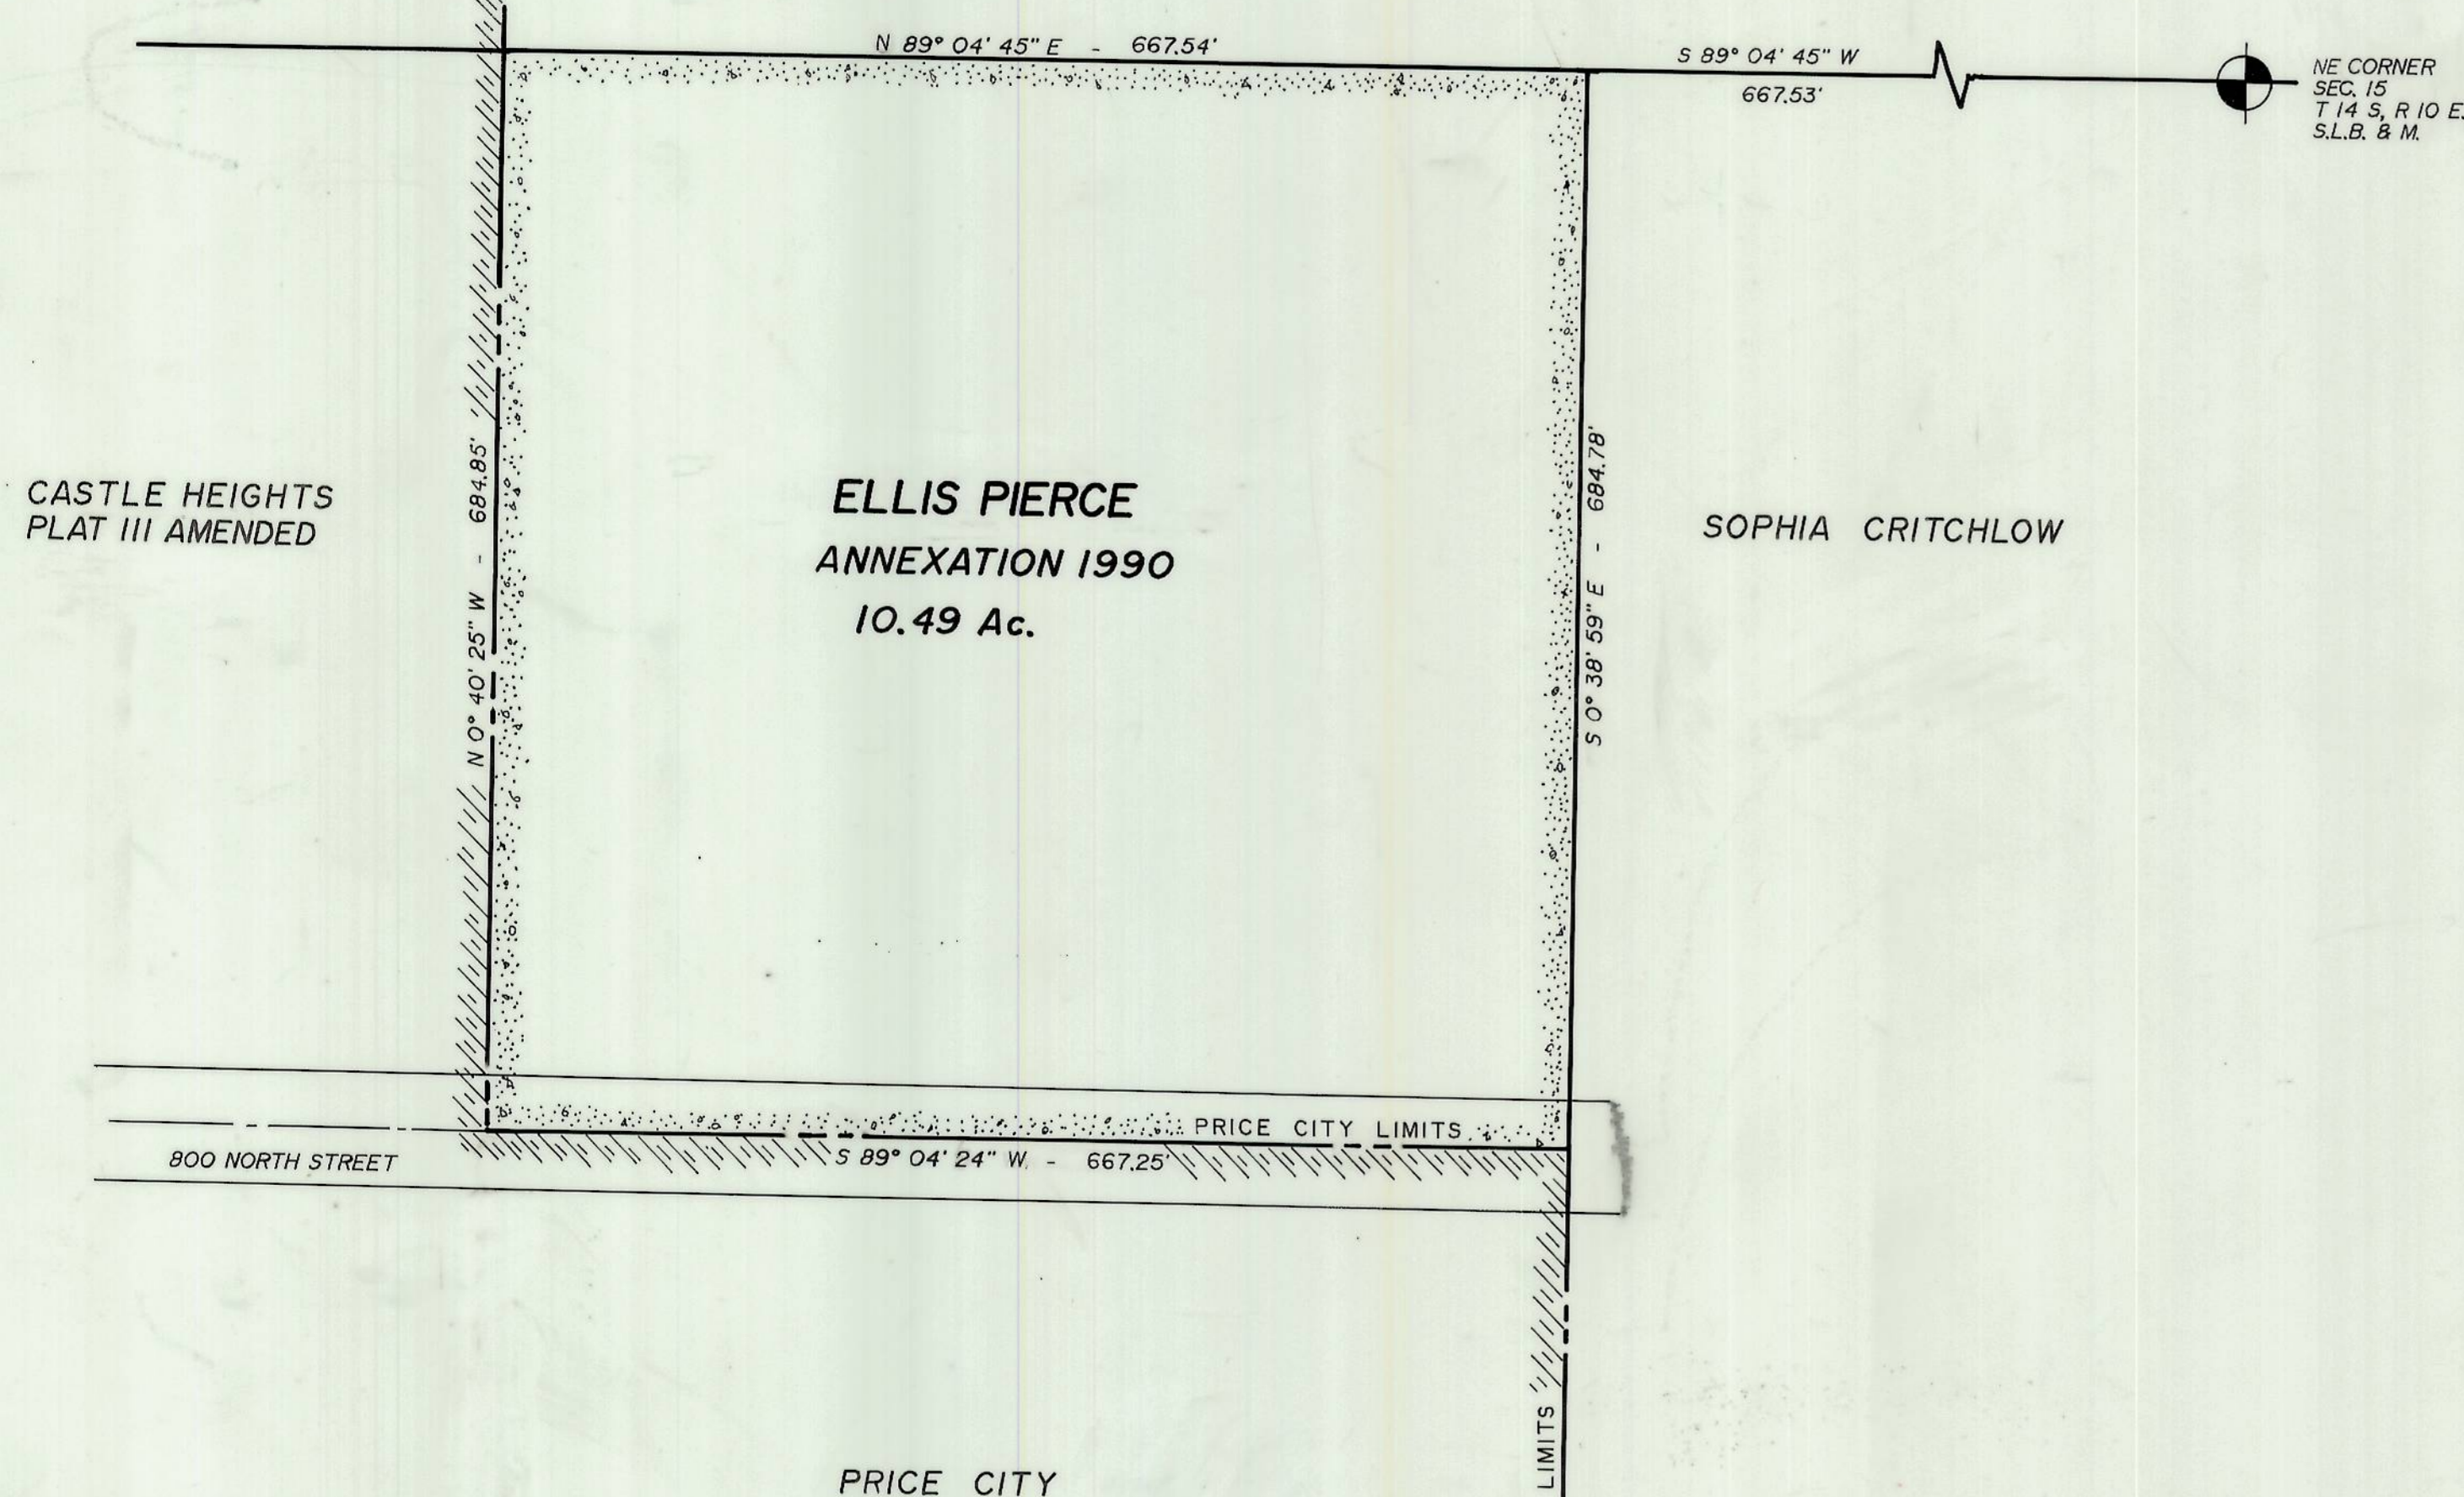 N 89° 04' 45" E - 667.54'
S 89° 04' 45" W
667.53'
NE CORNER
SEC. 15
T 14 S, R 10 E.
S.L.B. & M.
CASTLE HEIGHTS
PLAT III AMENDED
N 0° 40' 25" W - 684.85'
ELLIS PIERCE
ANNEXATION 1990
10.49 Ac.
S 0° 38' 59" E - 684.78'
SOPHIA CRITCHLOW
PRICE CITY LIMITS
800 NORTH STREET
S 89° 04' 24" W - 667.25'
LIMITS
PRICE CITY